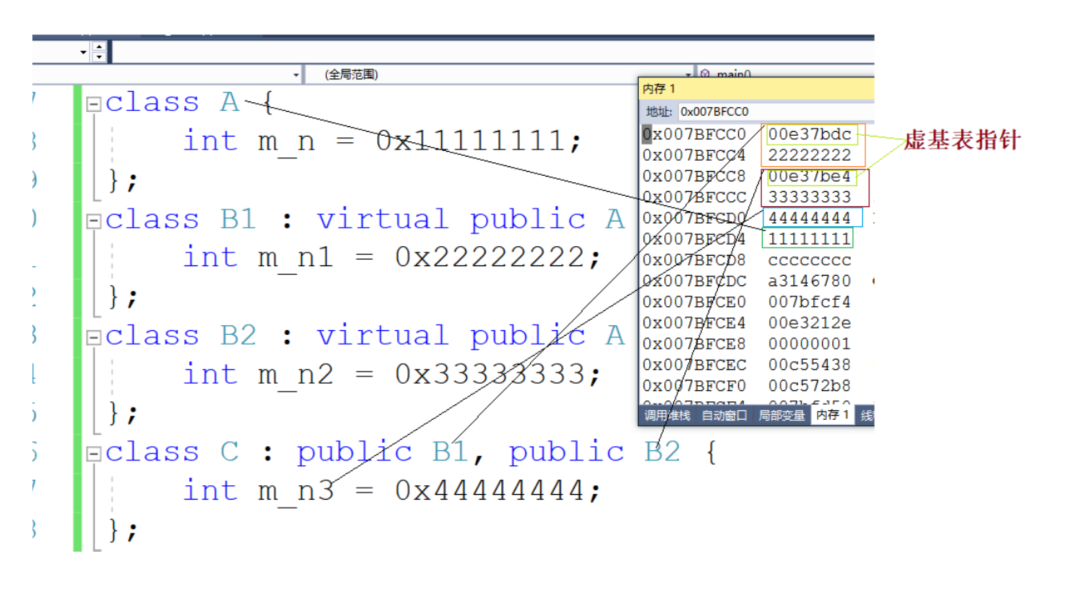 (全局范围)
main()
class A {
int m_n = 0x11111111;
};
class B1 : virtual public A
int m_n1 = 0x22222222;
};
class B2 : virtual public A
int m_n2 = 0x33333333;
};
class C : public B1, public B2 {
int m_n3 = 0x44444444;
};
内存 1
地址: 0x007BFCC0
0x007BFCC0 00e37bdc
0x007BFCC4 22222222
0x007BFCC8 00e37be4
0x007BFCCC 33333333
0x007BFCD0 44444444
0x007BFCD4 11111111
0x007BFCD8 cccccccc
0x007BFCDC a3146780
0x007BFCE0 007bfcf4
0x007BFCE4 00e3212e
0x007BFCE8 00000001
0x007BFCEC 00c55438
0x007BFCF0 00c572b8
调用堆栈 自动窗口 局部变量 内存 1
虚基表指针